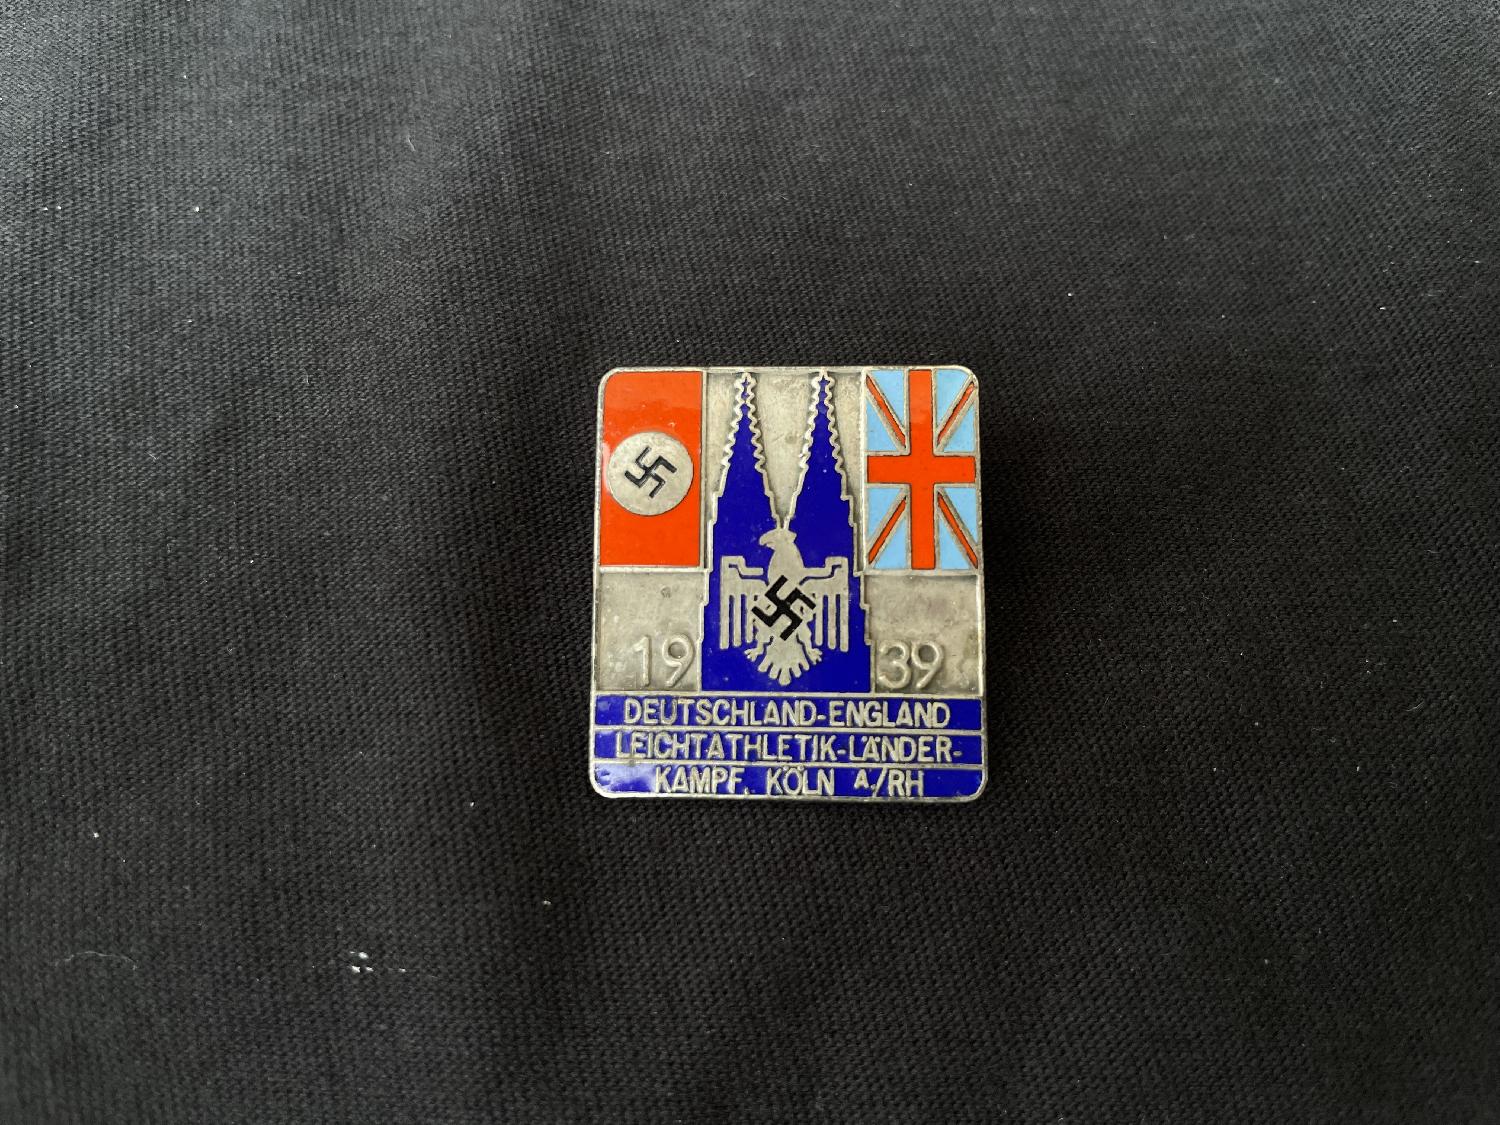 19 39
DEUTSCHLAND-ENGLAND
LEICHTATHLETIK-LÄNDER-
KAMPF. KÖLN A./RH